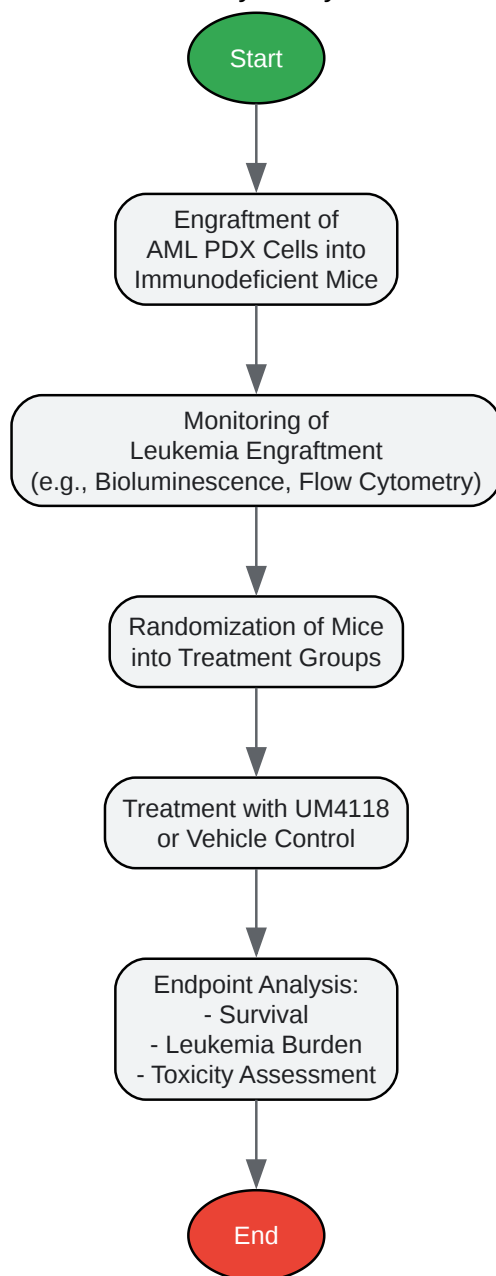 Start
Engraftment of
AML PDX Cells into
Immunodeficient Mice
Monitoring of
Leukemia Engraftment
(e.g., Bioluminescence, Flow Cytometry)
Randomization of Mice
into Treatment Groups
Treatment with UM4118
or Vehicle Control
Endpoint Analysis:
- Survival
- Leukemia Burden
- Toxicity Assessment
End